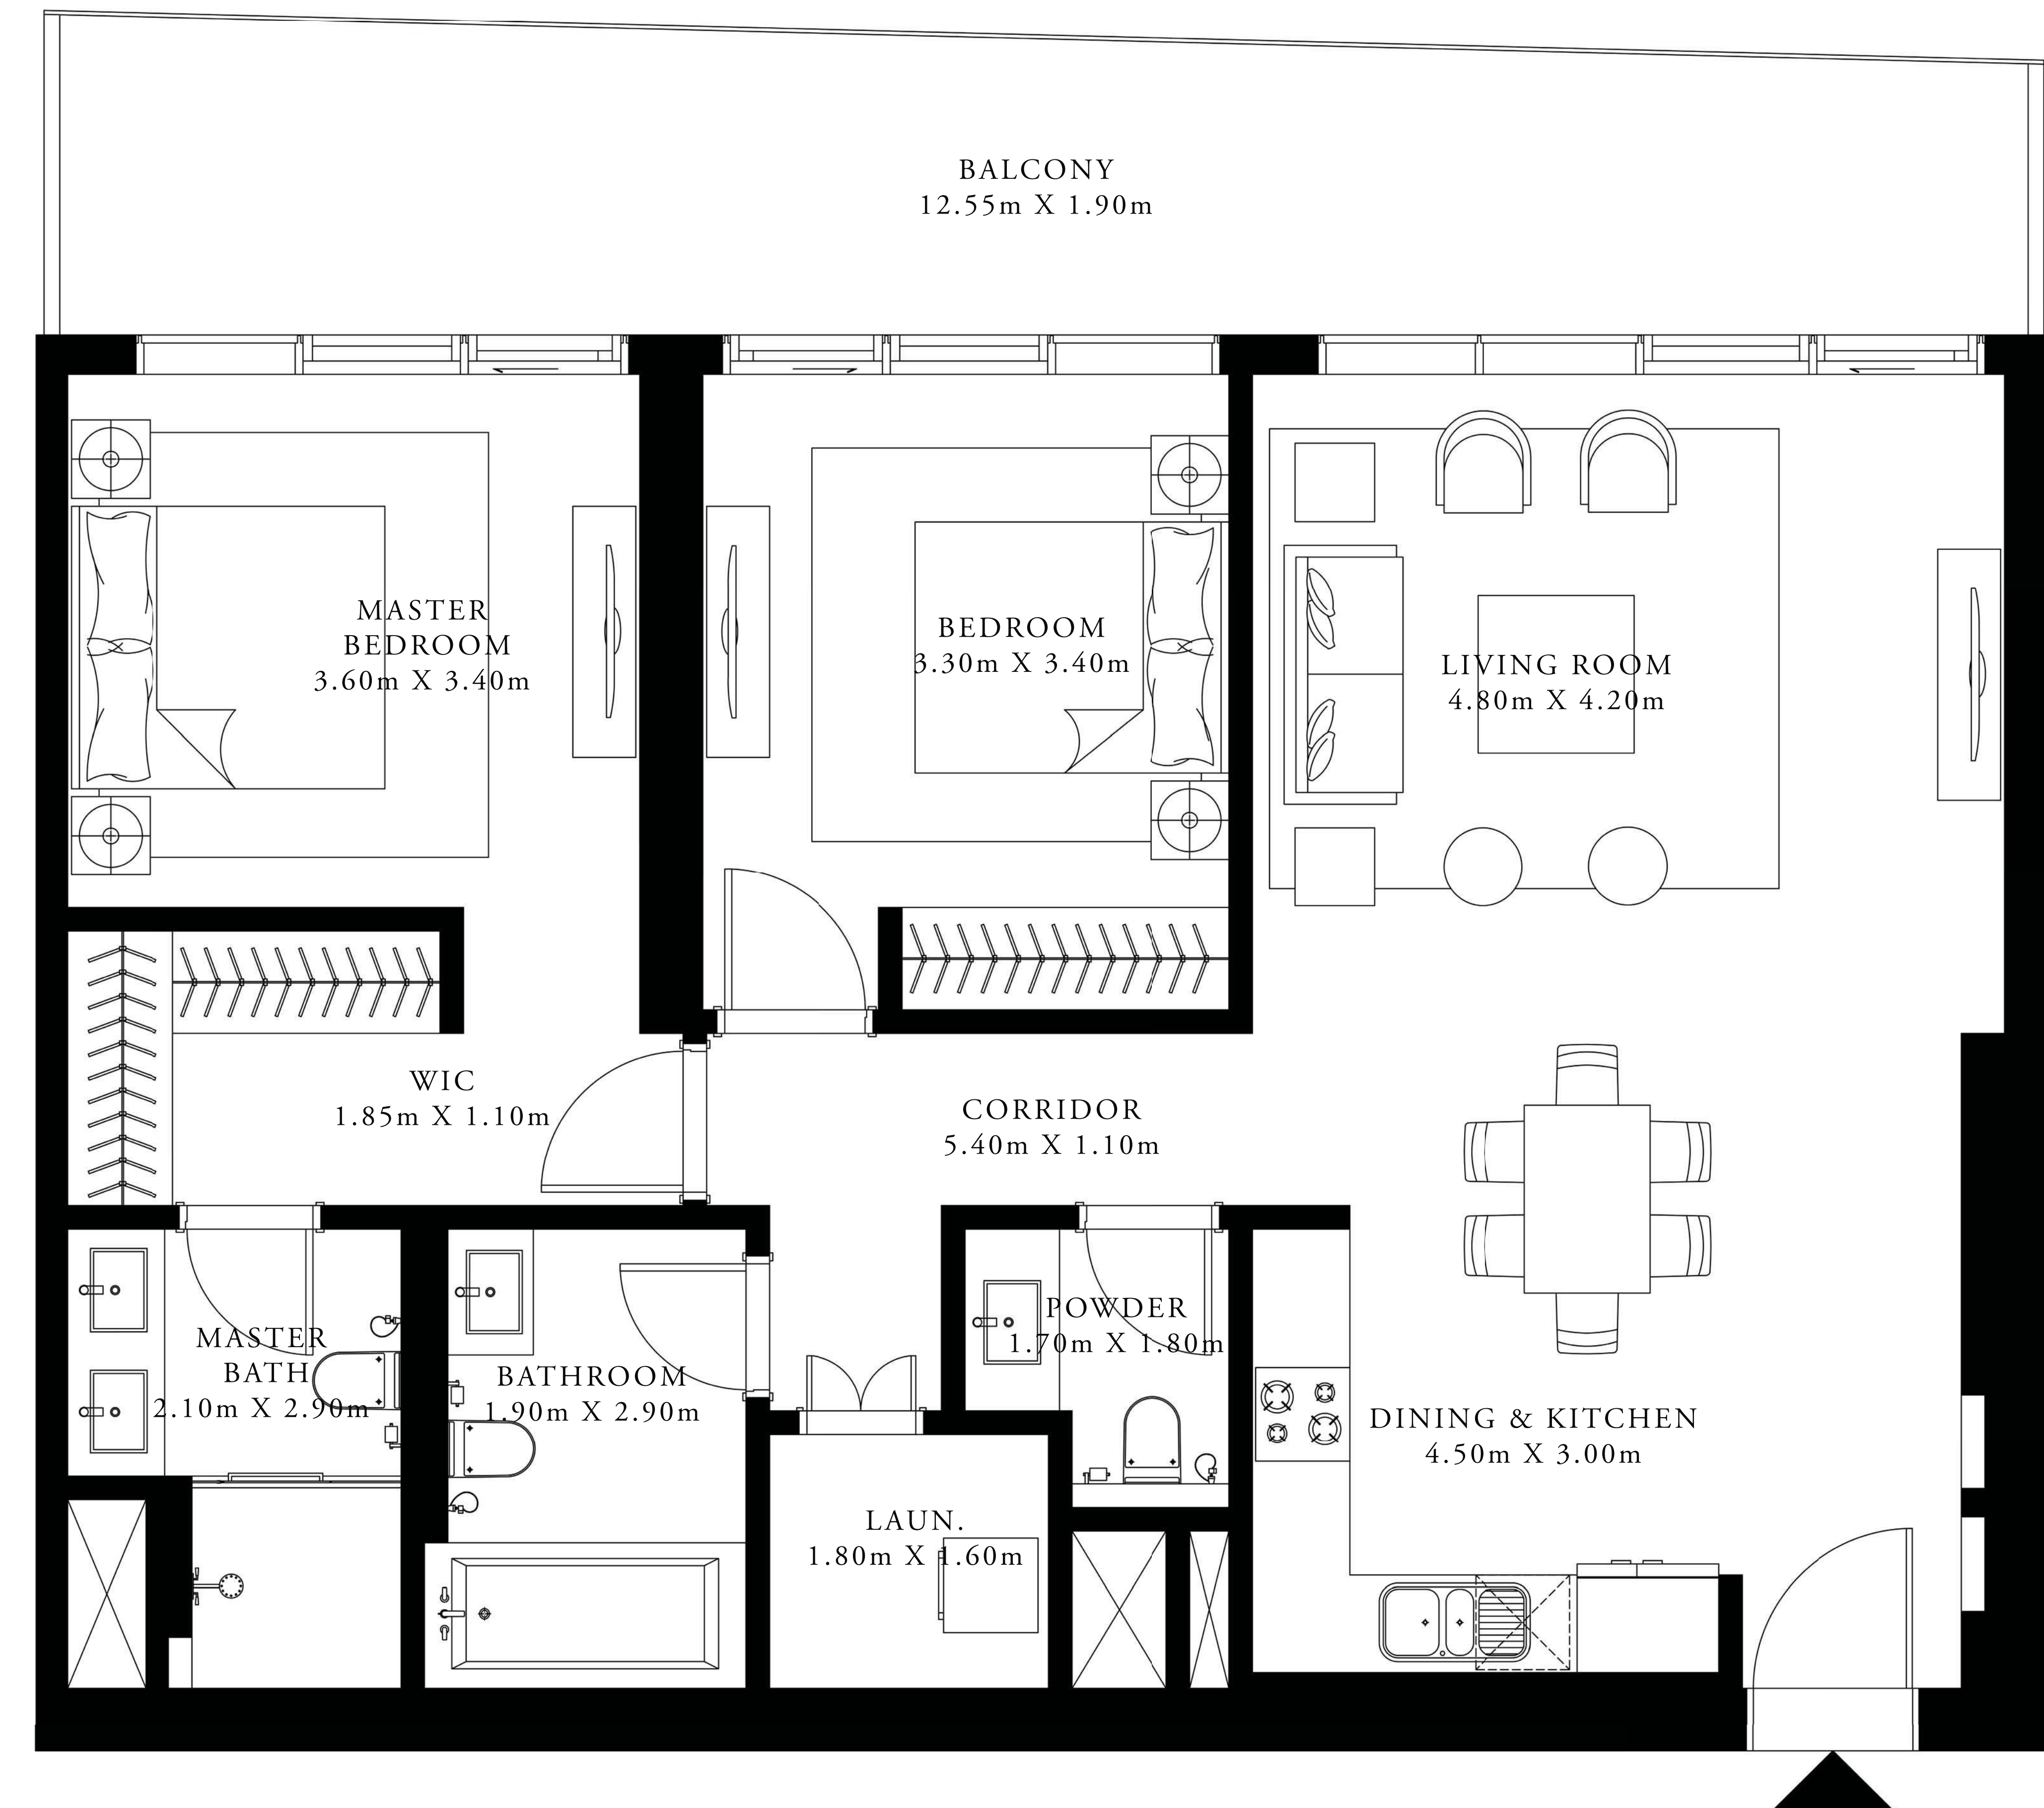 BALCONY
12.55m X 1.90m
MASTER
BEDROOM
3.60m X 3.40m
BEDROOM
3.30m X 3.40m
LIVING ROOM
4.80m X 4.20m
WIC
1.85m X 1.10m
CORRIDOR
5.40m X 1.10m
MASTER
BATH
2.10m X 2.90m
BATHROOM
1.90m X 2.90m
POWDER
1.70m X 1.80m
DINING & KITCHEN
4.50m X 3.00m
LAUN.
1.80m X 1.60m